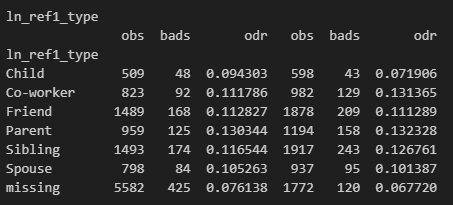 ln_ref1_type
obs bads odr obs bads odr
ln_ref1_type
Child 509 48 0.094303 598 43 0.071906
Co-worker 823 92 0.111786 982 129 0.131365
Friend 1489 168 0.112827 1878 209 0.111289
Parent 959 125 0.130344 1194 158 0.132328
Sibling 1493 174 0.116544 1917 243 0.126761
Spouse 798 84 0.105263 937 95 0.101387
missing 5582 425 0.076138 1772 120 0.067720